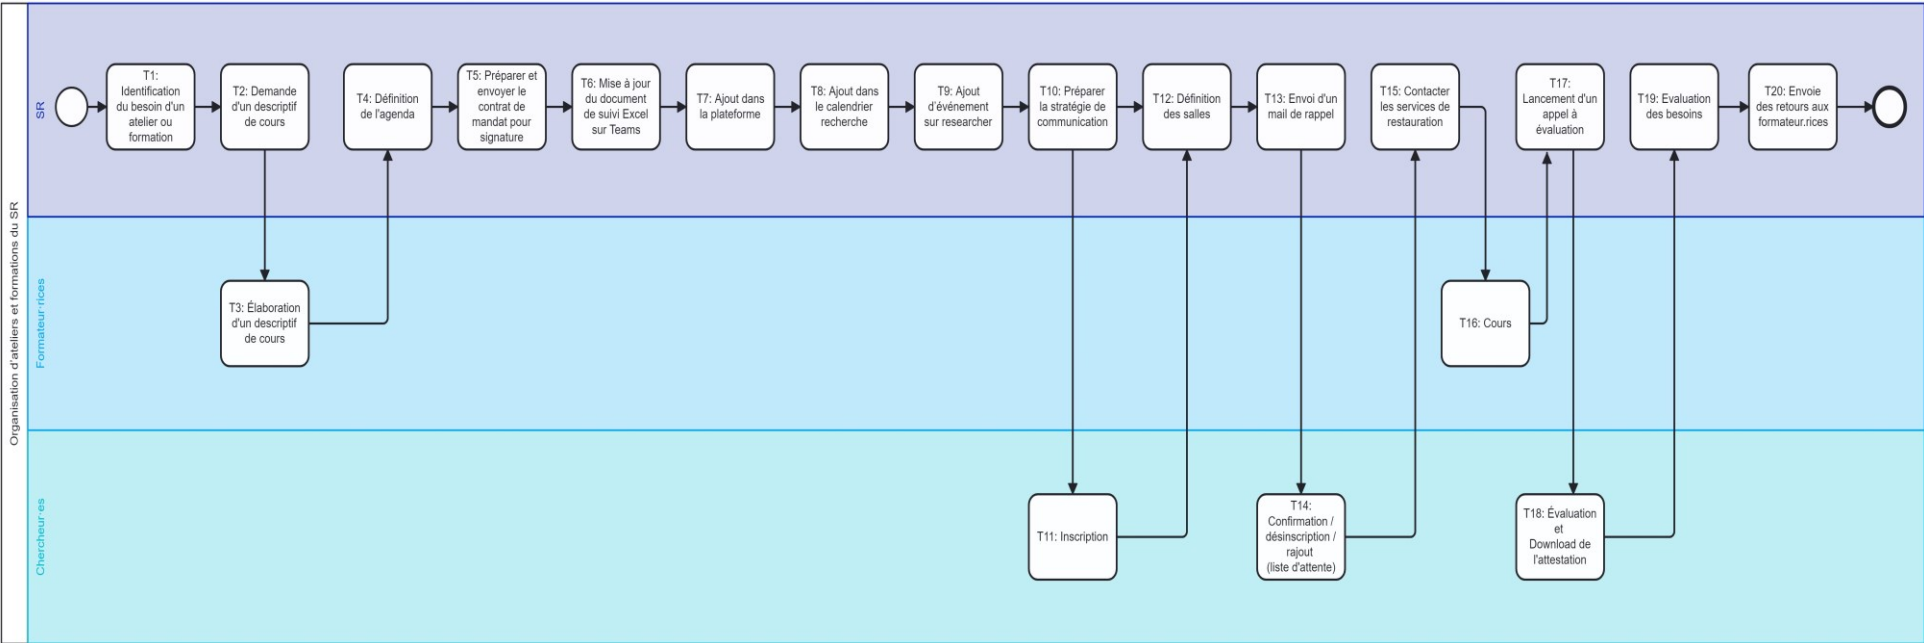 Organisation d'ateliers et formations du SR
SR
T1:
Identification
du besoin d'un
atelier ou
formation
T2: Demande
d'un descriptif
de cours
T4: Définition
de l'agenda
T5: Préparer et
envoyer le
contrat de
mandat pour
signature
T6: Mise à jour
du document
de suivi Excel
sur Teams
T7: Ajout dans
la plateforme
T8: Ajout dans
le calendrier
recherche
T9: Ajout
d'événement
sur researcher
T10: Préparer
la stratégie de
communication
T12: Définition
des salles
T13: Envoi d'un
mail de rappel
T15: Contacter
les services de
restauration
T17:
Lancement d'un
appel à
évaluation
T19: Evaluation
des besoins
T20: Envoie
des retours aux
formateur.rices
Formateur·rices
T3: Élaboration
d'un descriptif
de cours
T16: Cours
Chercheur·es
T11: Inscription
T14:
Confirmation /
désinscription /
rajout
(liste d'attente)
T18: Évaluation
et
Download de
l'attestation